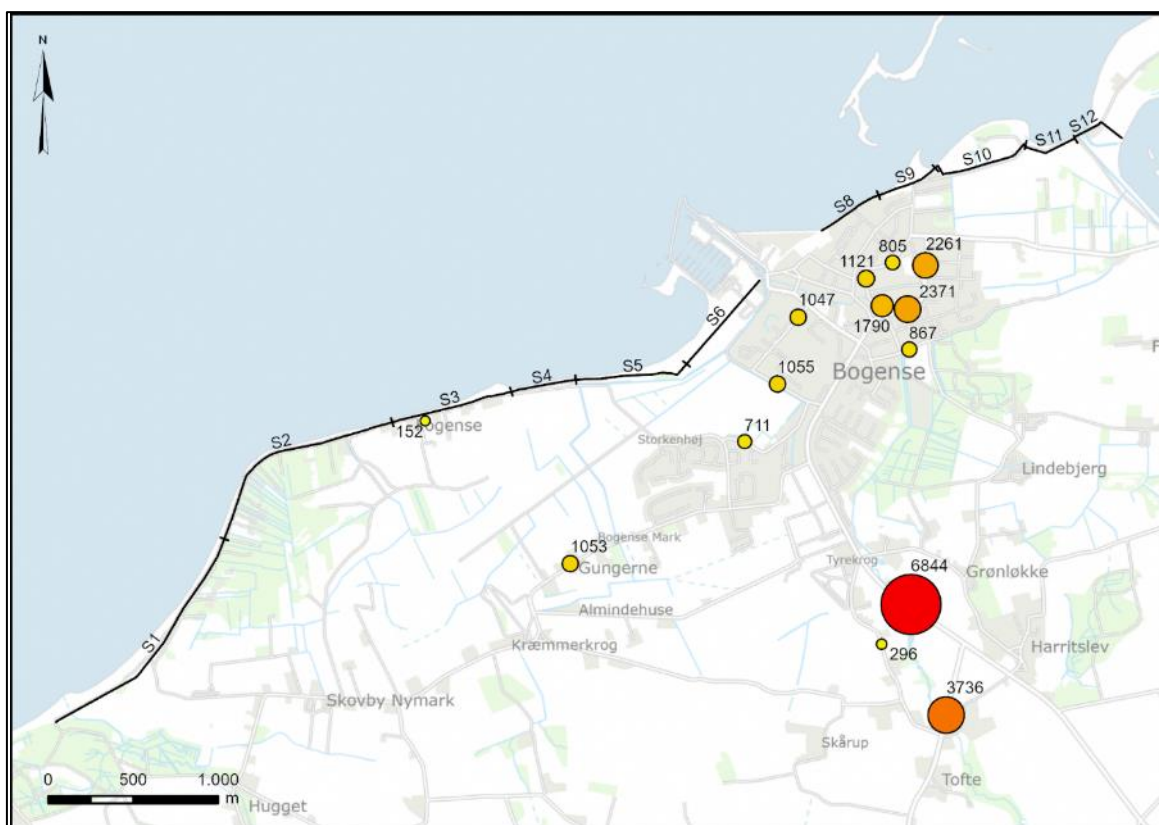 N
S12
S11
S10
S9
S8
805
2261
1121
2371
1047
1790
867
S6
Bogense
1055
S5
S4
S3
711
152
ogense
Storkenhøj
S2
Lindebjerg
Bogense Mark
1053
Gungerne
Tyrekrog
6844
Grønløkke
Almindehuse
Kræmmerkrog
Harritslev
S1
296
3736
Skovby Nymark
Skårup
Tofte
0 500 1.000
m
Hugget
F